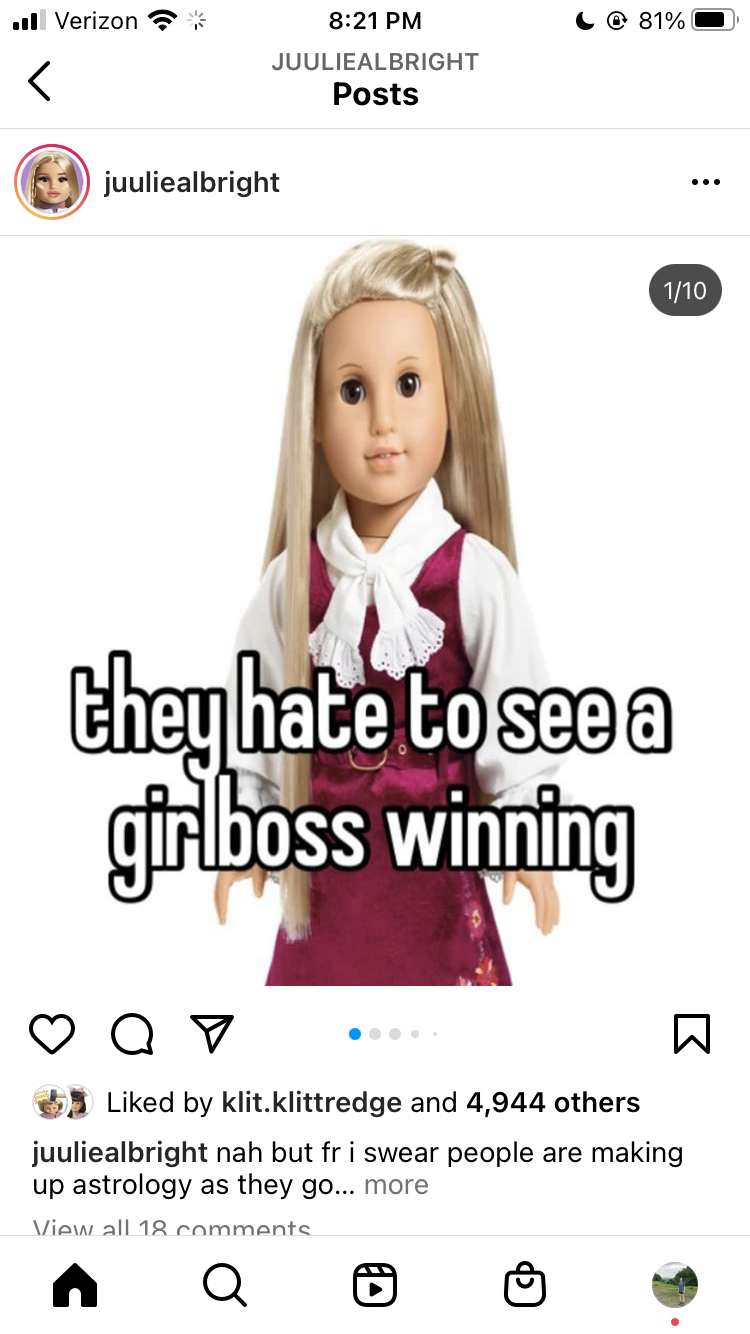 Verizon 8:21 PM 81%
JUULIEALBRIGHT
Posts
juuliealbright
1/10
they hate to see a
girlboss winning
Liked by klit.klittredge and 4,944 others
juuliealbright nah but fr i swear people are making
up astrology as they go... more
View all 18 comments